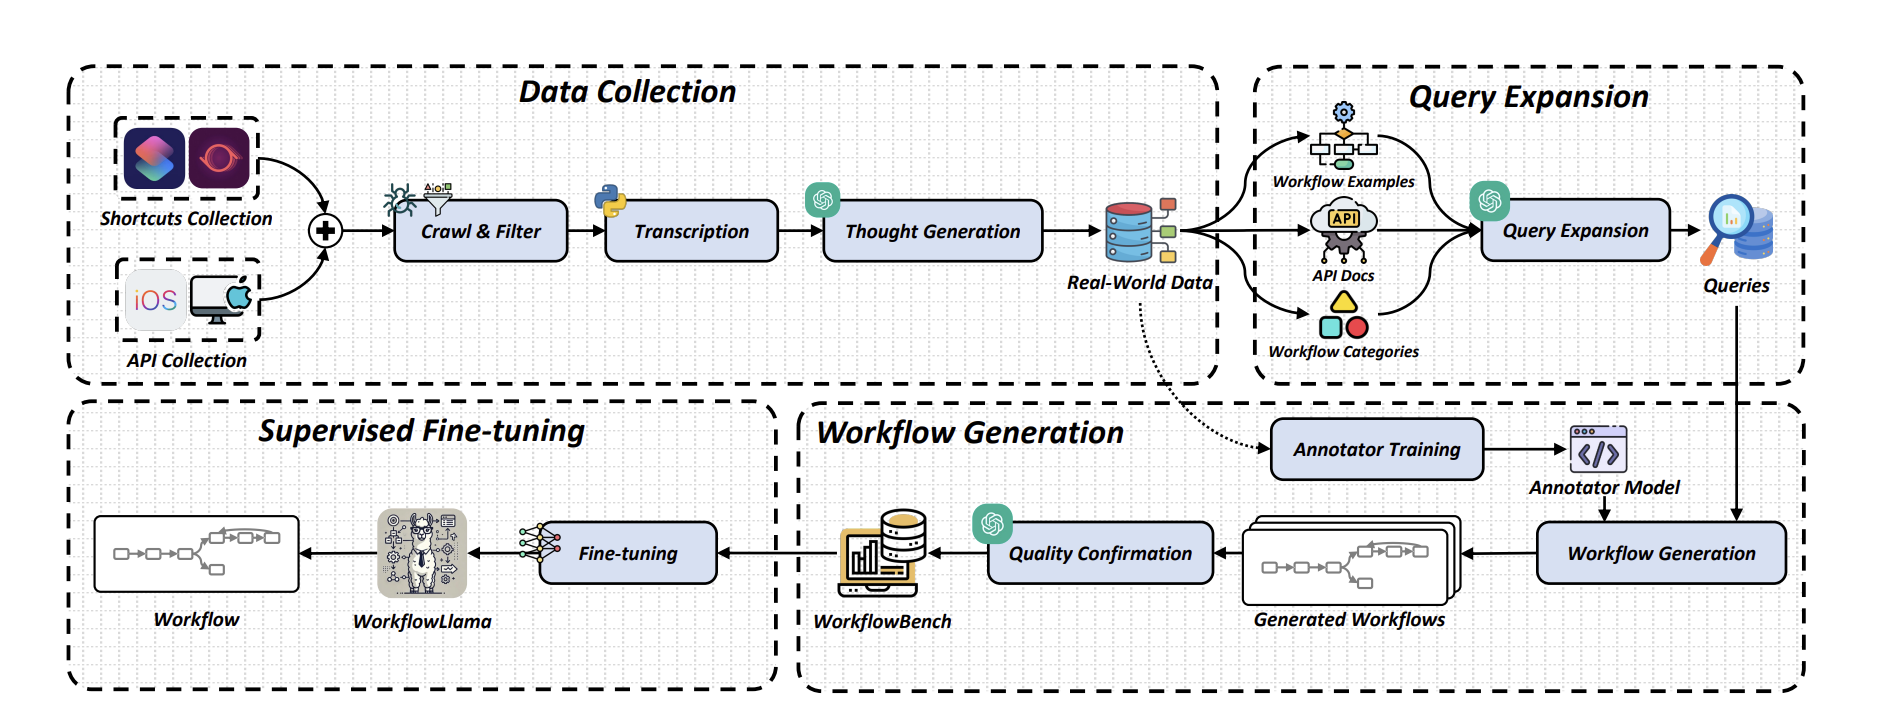 Data Collection
Shortcuts Collection
iOS
API Collection
Crawl & Filter
Transcription
Thought Generation
Real-World Data
Query Expansion
Workflow Examples
API
API Docs
Workflow Categories
Query Expansion
Queries
Workflow Generation
Annotator Training
</>
Annotator Model
Workflow Generation
Generated Workflows
Quality Confirmation
WorkflowBench
Supervised Fine-tuning
Fine-tuning
WorkflowLlama
Workflow